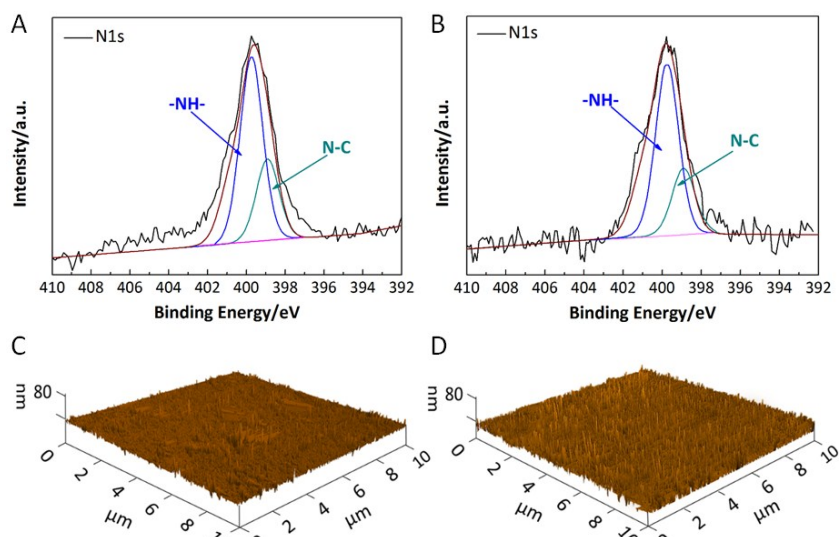 A
N1s
-NH-
N-C
Intensity/a.u.
410 408 406 404 402 400 398 396 394 392
Binding Energy/eV
B
N1s
-NH-
N-C
Intensity/a.u.
410 408 406 404 402 400 398 396 394 392
Binding Energy/eV
C
80
nm
0 2 4 6 8
μm
2 4 6 8 10
μm
D
80
nm
0 2 4 6 8 10
μm
2 4 6 8 10
μm